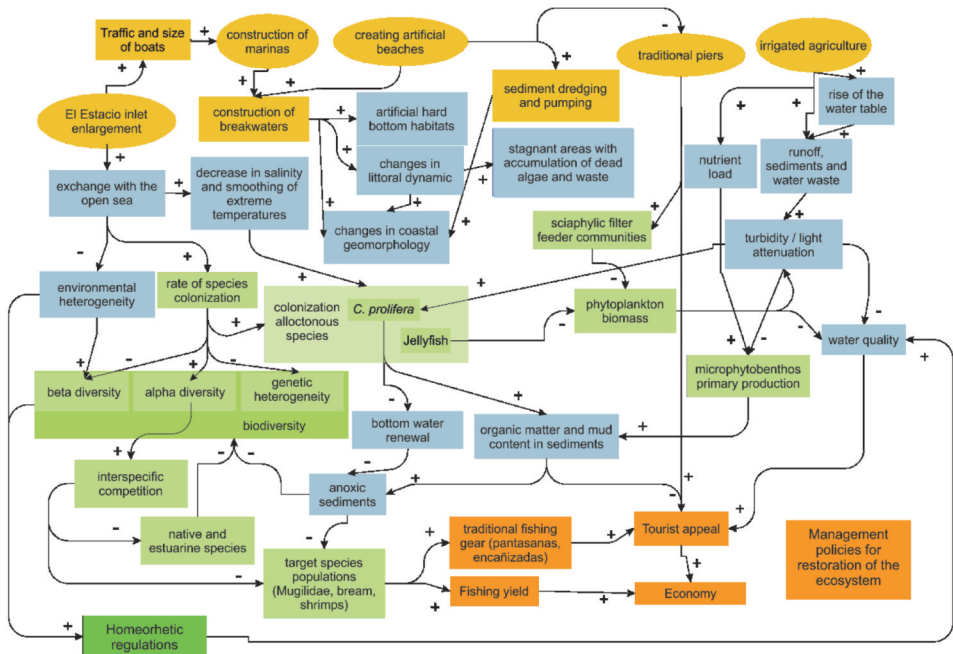 Traffic and size
of boats
construction of
marinas
creating artificial
beaches
traditional piers
irrigated agriculture
El Estacio inlet
enlargement
construction of
breakwaters
artificial hard
bottom habitats
sediment dredging
and pumping
rise of the
water table
exchange with the
open sea
decrease in salinity
and smoothing of
extreme
temperatures
changes in
littoral dynamic
stagnant areas with
accumulation of dead
algae and waste
nutrient
load
runoff,
sediments and
water waste
changes in coastal
geomorphology
sciaphylic filter
feeder communities
turbidity / light
attenuation
environmental
heterogeneity
rate of species
colonization
colonization
alloctonous
species
C. prolifera
Jellyfish
phytoplankton
biomass
water quality
microphytobenthos
primary production
beta diversity
alpha diversity
genetic
heterogeneity
biodiversity
bottom water
renewal
organic matter and mud
content in sediments
interspecific
competition
anoxic
sediments
native and
estuarine species
target species
populations
(Mugilidae, bream,
shrimps)
traditional fishing
gear (pantasanas,
encañizadas)
Tourist appeal
Management
policies for
restoration of the
ecosystem
Fishing yield
Economy
Homeorhetic
regulations